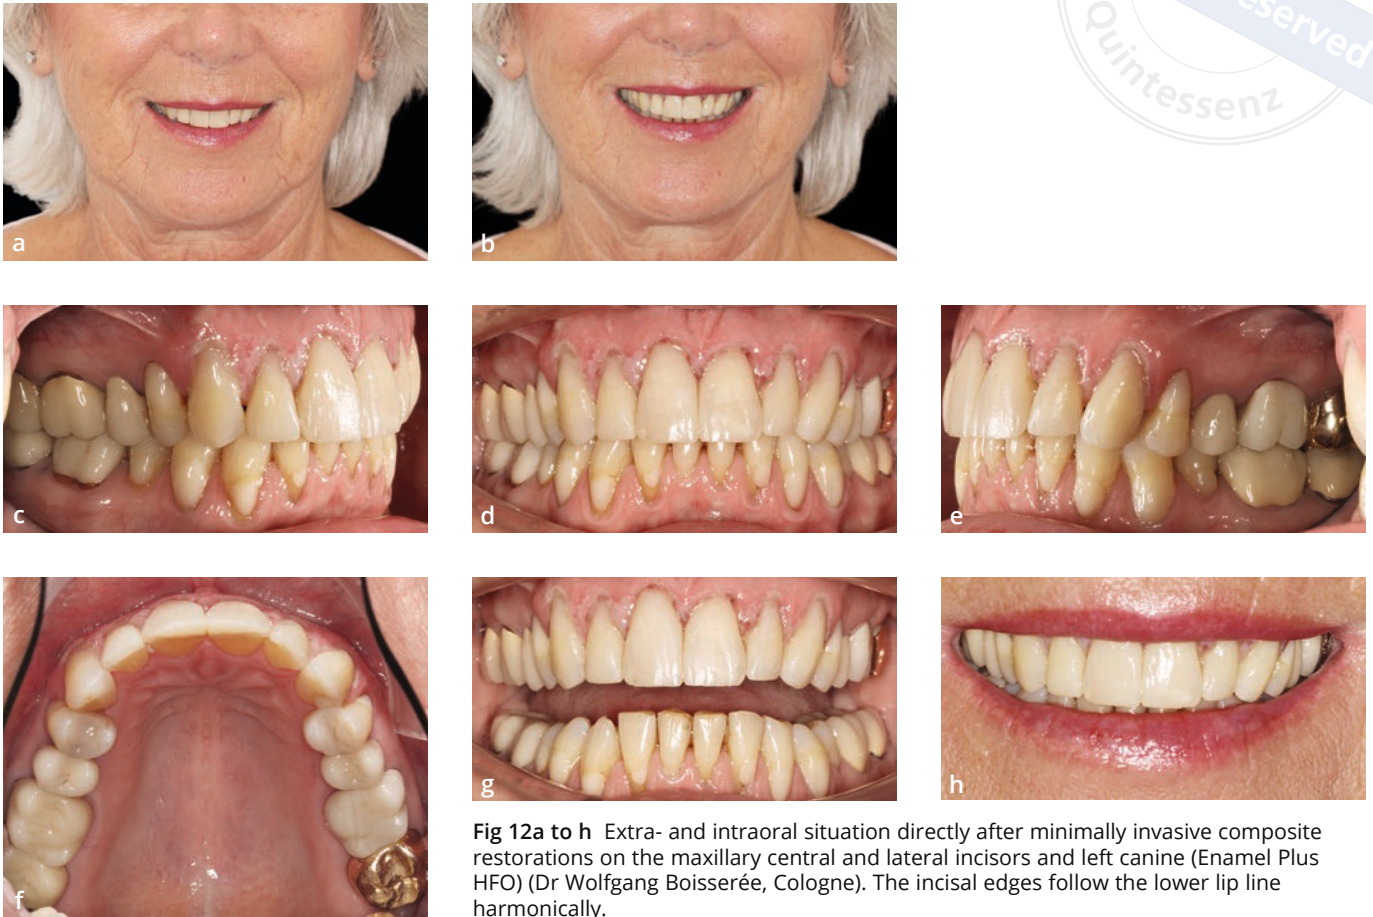 Quintessenz
eserved
a
b
c
d
e
f
g
h
Fig 12a to h Extra- and intraoral situation directly after minimally invasive composite
restorations on the maxillary central and lateral incisors and left canine (Enamel Plus
HFO) (Dr Wolfgang Boisserée, Cologne). The incisal edges follow the lower lip line
harmonically.